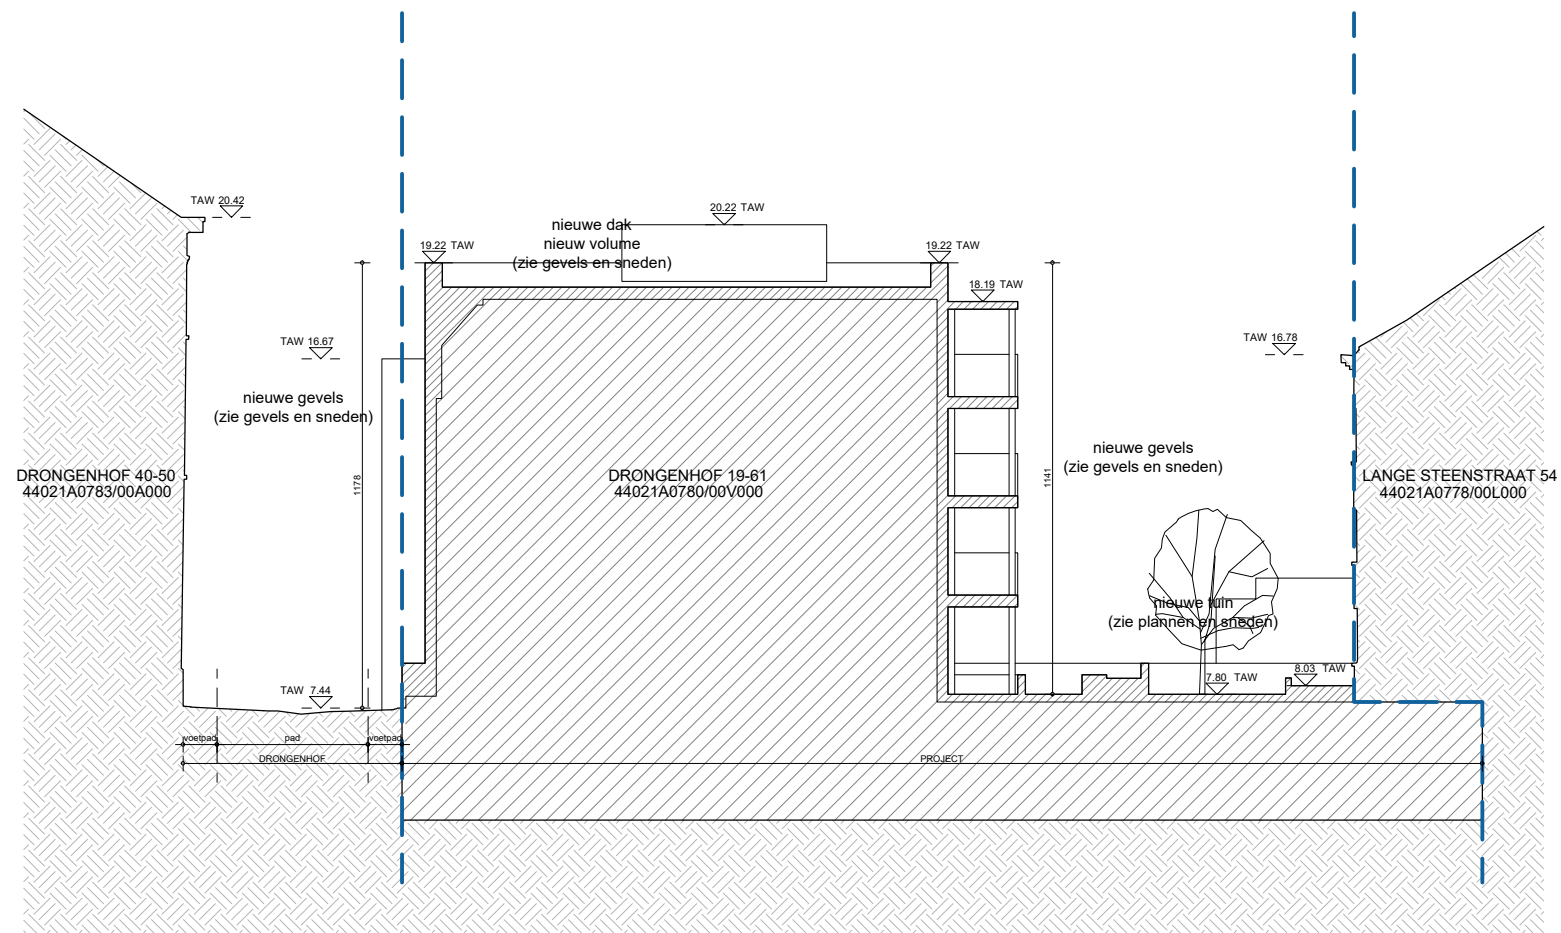 TAW 20.42
20.22 TAW
nieuwe dak
nieuw volume
(zie gevels en sneden)
19.22 TAW
19.22 TAW
18.19 TAW
TAW 16.67
TAW 16.78
nieuwe gevels
(zie gevels en sneden)
nieuwe gevels
(zie gevels en sneden)
DRONGENHOF 40-50
44021A0783/00A000
1178
DRONGENHOF 19-61
44021A0780/00V000
1141
LANGE STEENSTRAAT 54
44021A0778/00L000
nieuwe tuin
(zie plannen en sneden)
8.03 TAW
7.80 TAW
TAW 7.44
voetpad
pad
voetpad
DRONGENHOF
PROJECT